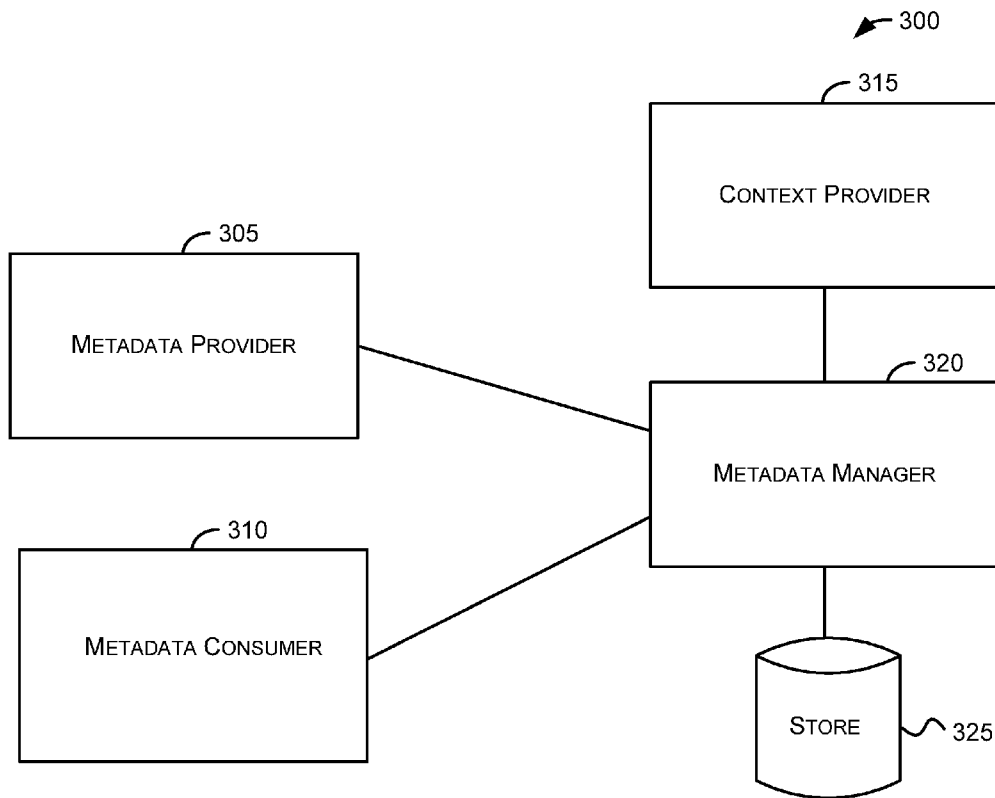 300
315
CONTEXT PROVIDER
305
METADATA PROVIDER
320
METADATA MANAGER
310
METADATA CONSUMER
STORE
325